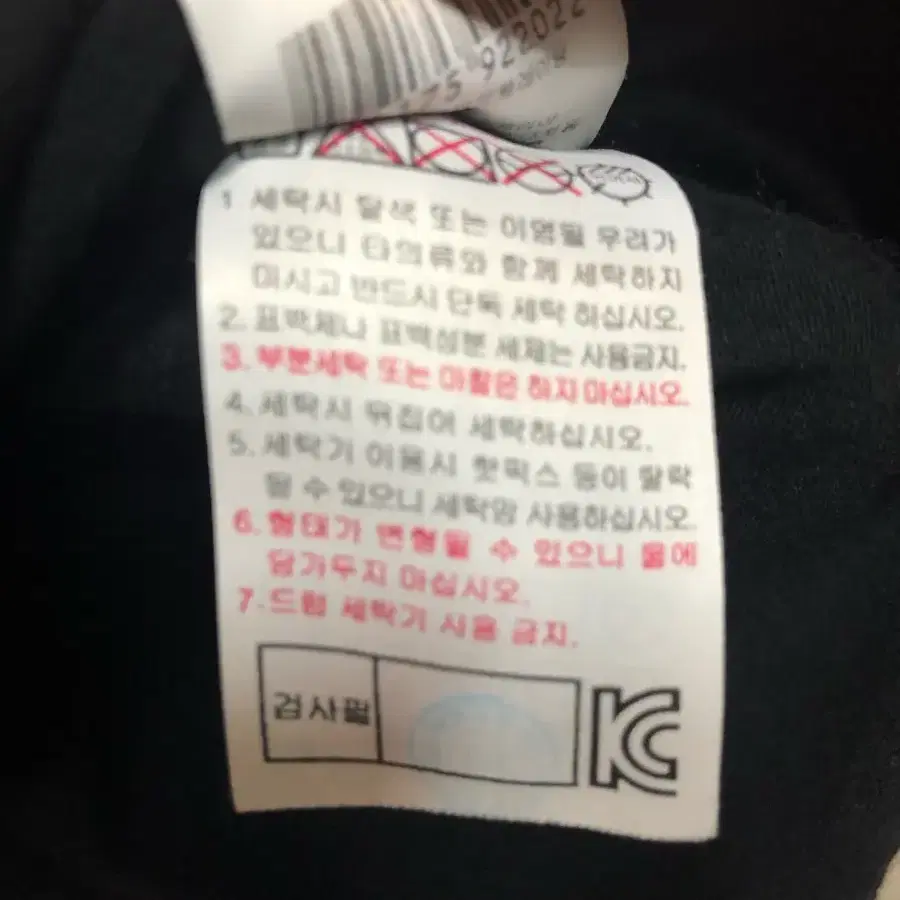 75 922022
1 세탁시 탈색 또는 이염될 우려가
있으니 타의류와 함께 세탁하지
마시고 반드시 단독 세탁 하십시오.
2. 표백제나 표백성분 세제는 사용금지.
3. 부분세탁 또는 마찰은 하지마십시오.
4. 세탁시 뒤집어 세탁하십시오.
5. 세탁기 이용시 핫픽스 등이 탈락
될 수 있으니 세탁망 사용하십시오.
6. 형태가 변형될 수 있으니 물에
담가두지 마십시오.
7. 드럼 세탁기 사용 금지.
검사필
KC